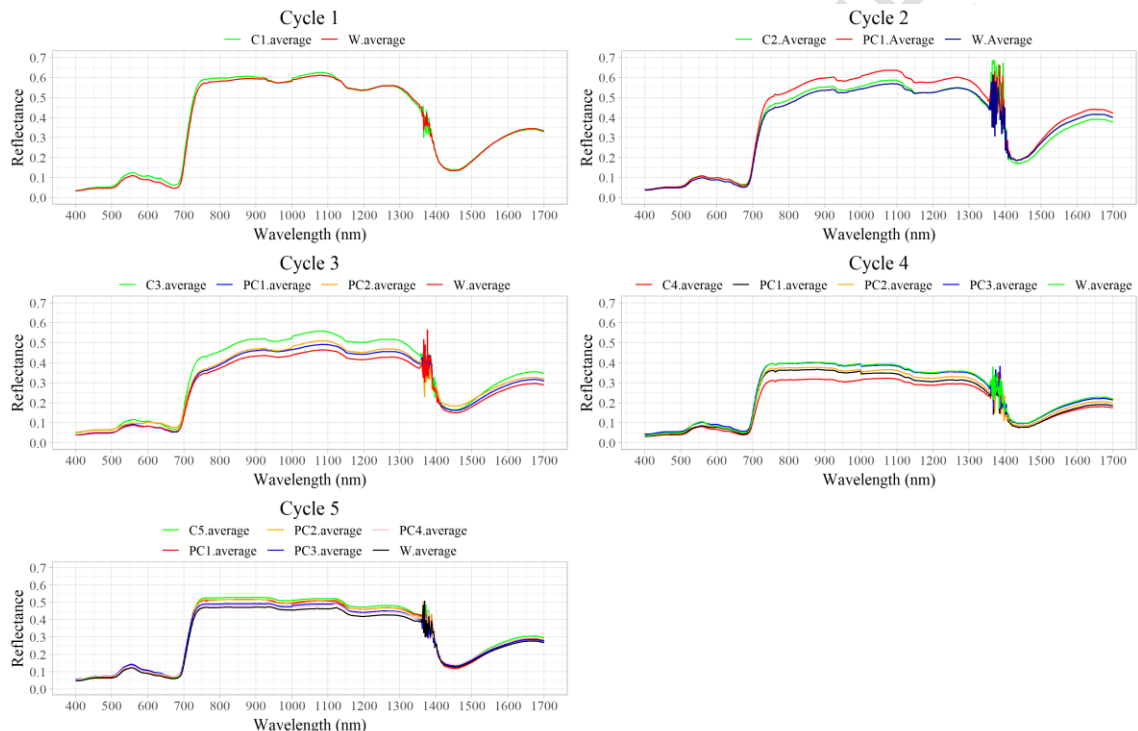 Cycle 1
C1.average W.average
0.7
0.6
0.5
0.4
0.3
0.2
0.1
0.0
Reflectance
400 500 600 700 800 900 1000 1100 1200 1300 1400 1500 1600 1700
Wavelength (nm)
Cycle 2
C2.Average PC1.Average W.Average
0.7
0.6
0.5
0.4
0.3
0.2
0.1
0.0
Reflectance
400 500 600 700 800 900 1000 1100 1200 1300 1400 1500 1600 1700
Wavelength (nm)
Cycle 3
C3.average PC1.average PC2.average W.average
0.7
0.6
0.5
0.4
0.3
0.2
0.1
0.0
Reflectance
400 500 600 700 800 900 1000 1100 1200 1300 1400 1500 1600 1700
Wavelength (nm)
Cycle 4
C4.average PC1.average PC2.average PC3.average W.average
0.7
0.6
0.5
0.4
0.3
0.2
0.1
0.0
Reflectance
400 500 600 700 800 900 1000 1100 1200 1300 1400 1500 1600 1700
Wavelength (nm)
Cycle 5
C5.average PC2.average PC4.average
PC1.average PC3.average W.average
0.7
0.6
0.5
0.4
0.3
0.2
0.1
0.0
Reflectance
400 500 600 700 800 900 1000 1100 1200 1300 1400 1500 1600 1700
Wavelength (nm)